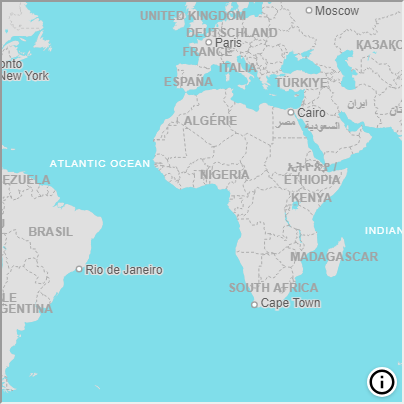 UNITED KINGDOM
Moscow
DEUTSCHLAND
Paris
FRANCE
ҚАЗАҚС
ITALIA
onto
New York
ESPAÑA
TÜRKIYE
ایران
Cairo
ALGÉRIE
مصر
السعودية
ATLANTIC OCEAN
ኢትዮጵያ /
ETHIOPIA
NIGERIA
EZUELA
KENYA
BRASIL
INDIAN
MADAGASCAR
Rio de Janeiro
SOUTH AFRICA
LE
Cape Town
GENTINA